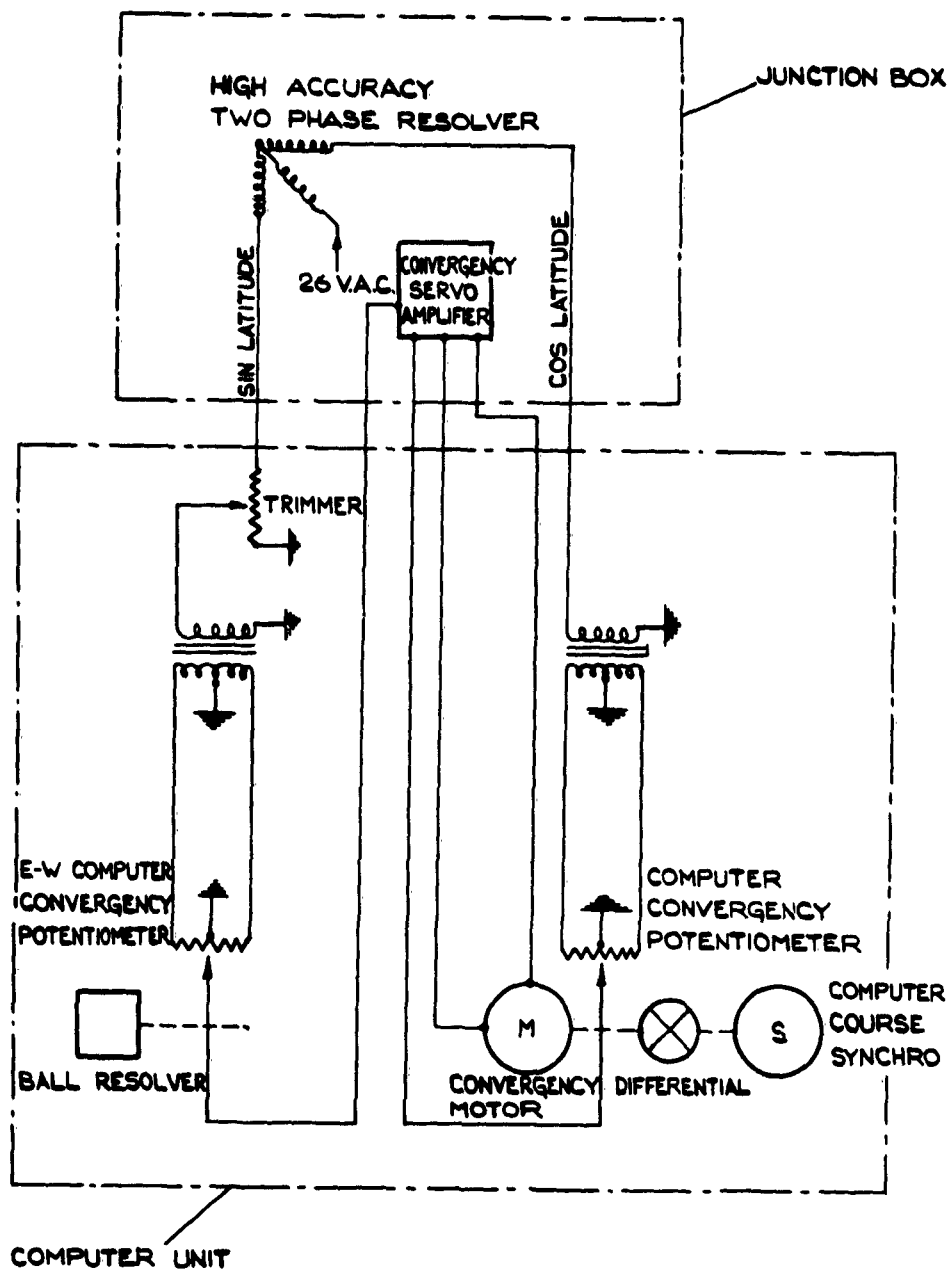 JUNCTION BOX
HIGH ACCURACY
TWO PHASE RESOLVER
26 V.A.C.
CONVERGENCY
SERVO
AMPLIFIER
SIN LATITUDE
COS LATITUDE
TRIMMER
E-W COMPUTER
CONVERGENCY
POTENTIOMETER
COMPUTER
CONVERGENCY
POTENTIOMETER
BALL RESOLVER
M
CONVERGENCY
MOTOR
DIFFERENTIAL
S
COMPUTER
COURSE
SYNCHRO
COMPUTER UNIT